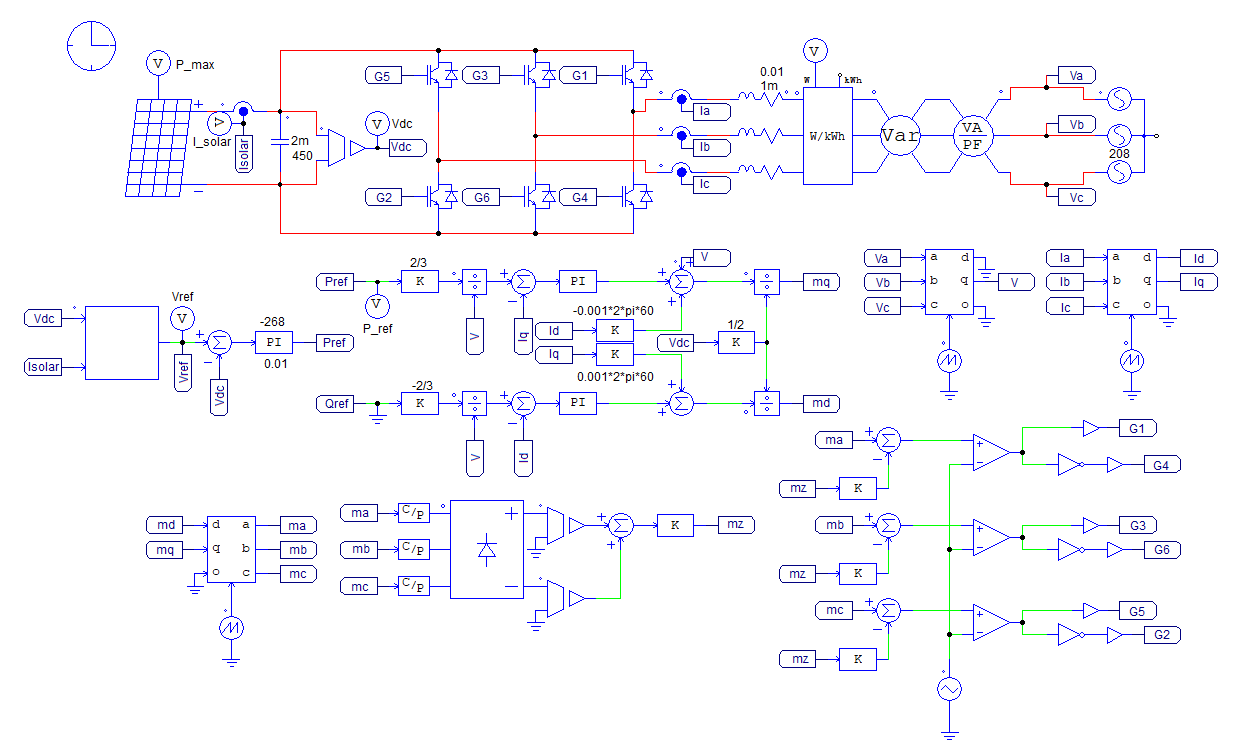 V
P_max
V
I_solar
Isolar
2m
450
V
Vdc
Vdc
G5
G3
G1
G2
G6
G4
Ia
Ib
Ic
0.01
1m
V
W
kWh
W/kWh
Var
VA
PF
Va
Vb
Vc
208
Vdc
Isolar
Vref
V
Vref
Vdc
-268
PI
0.01
Pref
Pref
V
P_ref
2/3
K
V
Iq
PI
V
mq
-0.001*2*pi*60
Id
K
Iq
K
0.001*2*pi*60
Vdc
1/2
K
Qref
-2/3
K
V
Id
PI
md
Va
Vb
Vc
a
b
c
d
q
o
V
Ia
Ib
Ic
a
b
c
d
q
o
Id
Iq
md
mq
d
q
o
a
b
c
ma
mb
mc
ma
mb
mc
C/p
C/p
C/p
K
mz
ma
mz
K
G1
G4
mb
mz
K
G3
G6
mc
mz
K
G5
G2